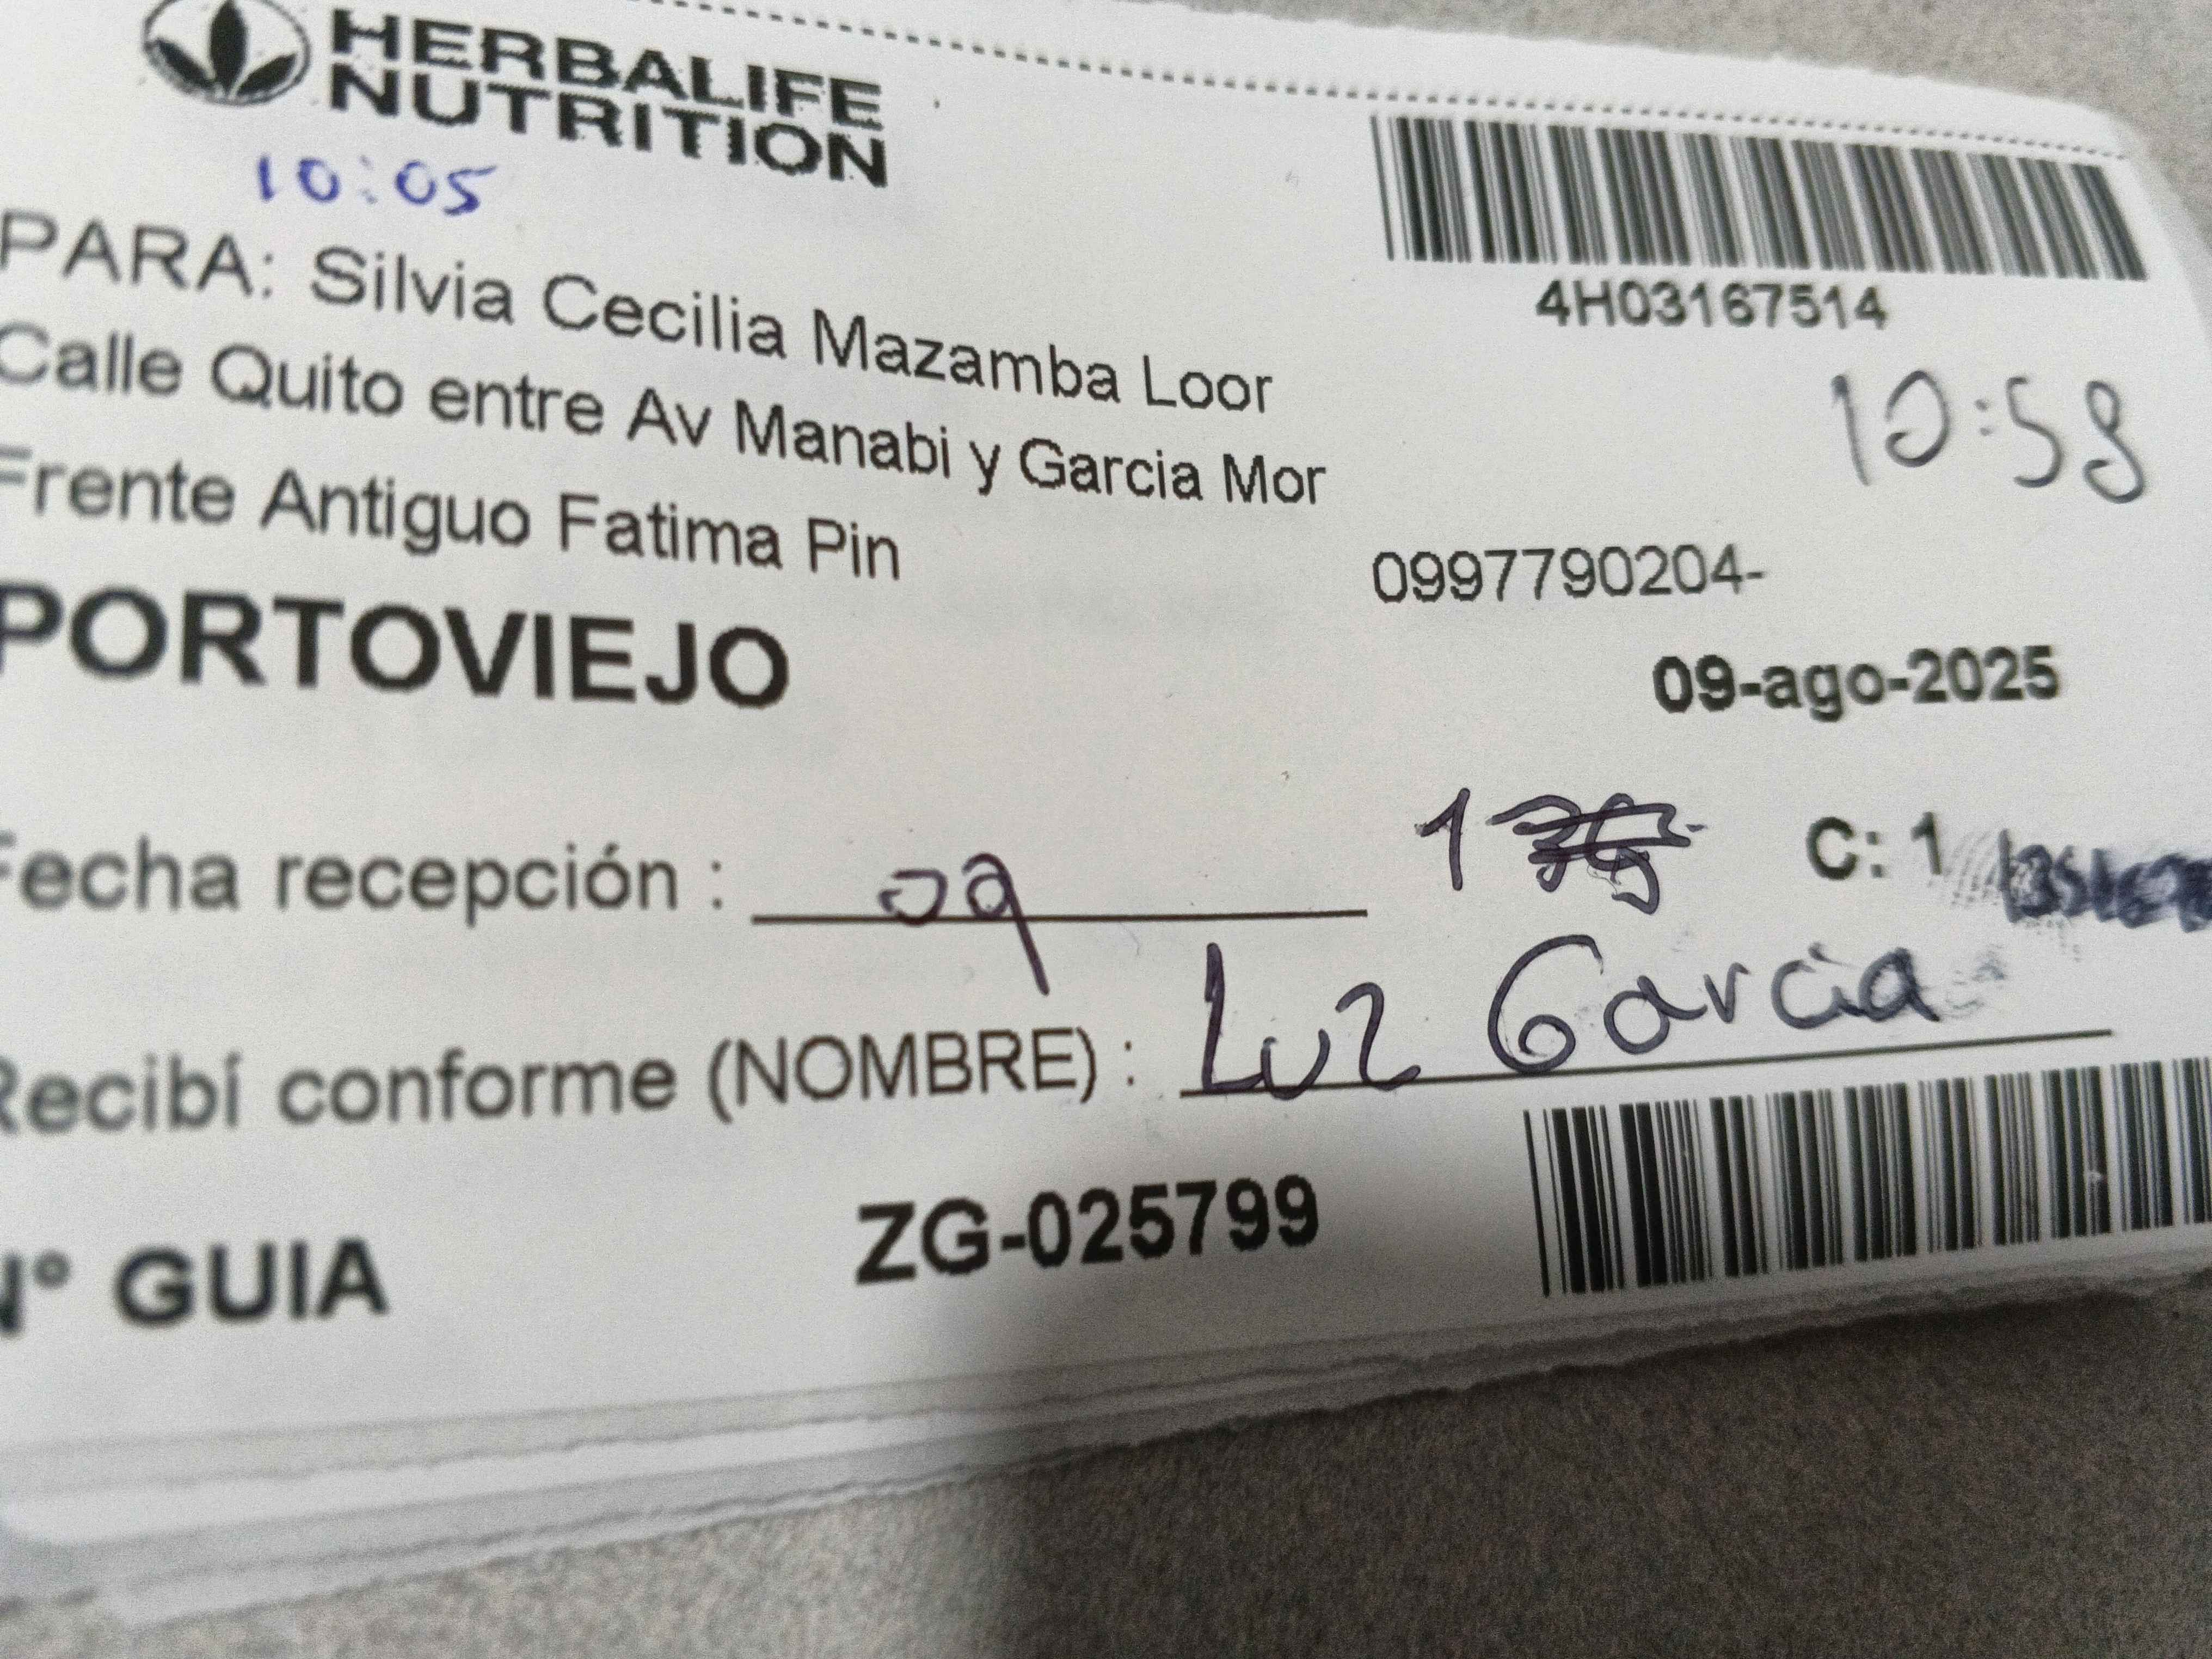 HERBALIFE
NUTRITION
10:05
4H03167514
PARA: Silvia Cecilia Mazamba Loor
10:58
Calle Quito entre Av Manabi y Garcia Mor
Frente Antiguo Fatima Pin
0997790204-
PORTOVIEJO
09-ago-2025
Fecha recepción : 09 1 C: 1
Recibí conforme (NOMBRE) : Luz Garcia
N° GUIA ZG-025799